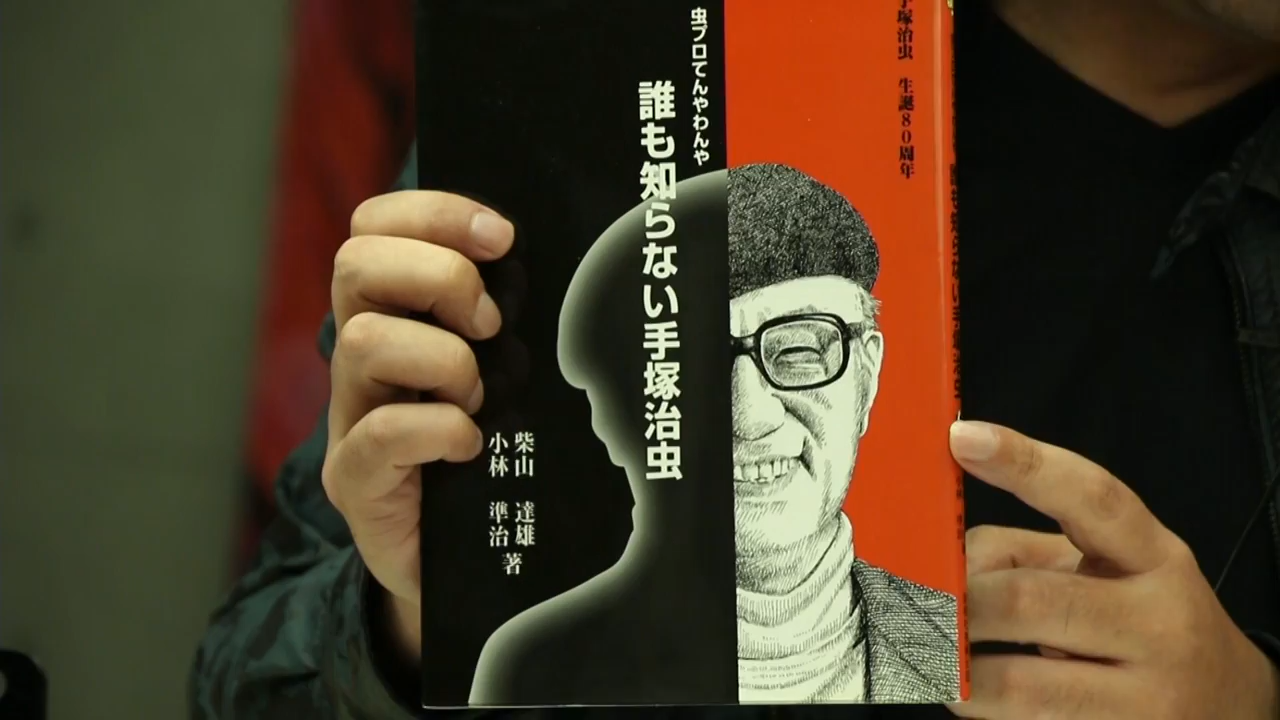 手塚治虫 生誕80周年
虫プロてんやわんや
誰も知らない手塚治虫
柴山 達雄
小林 準治
著